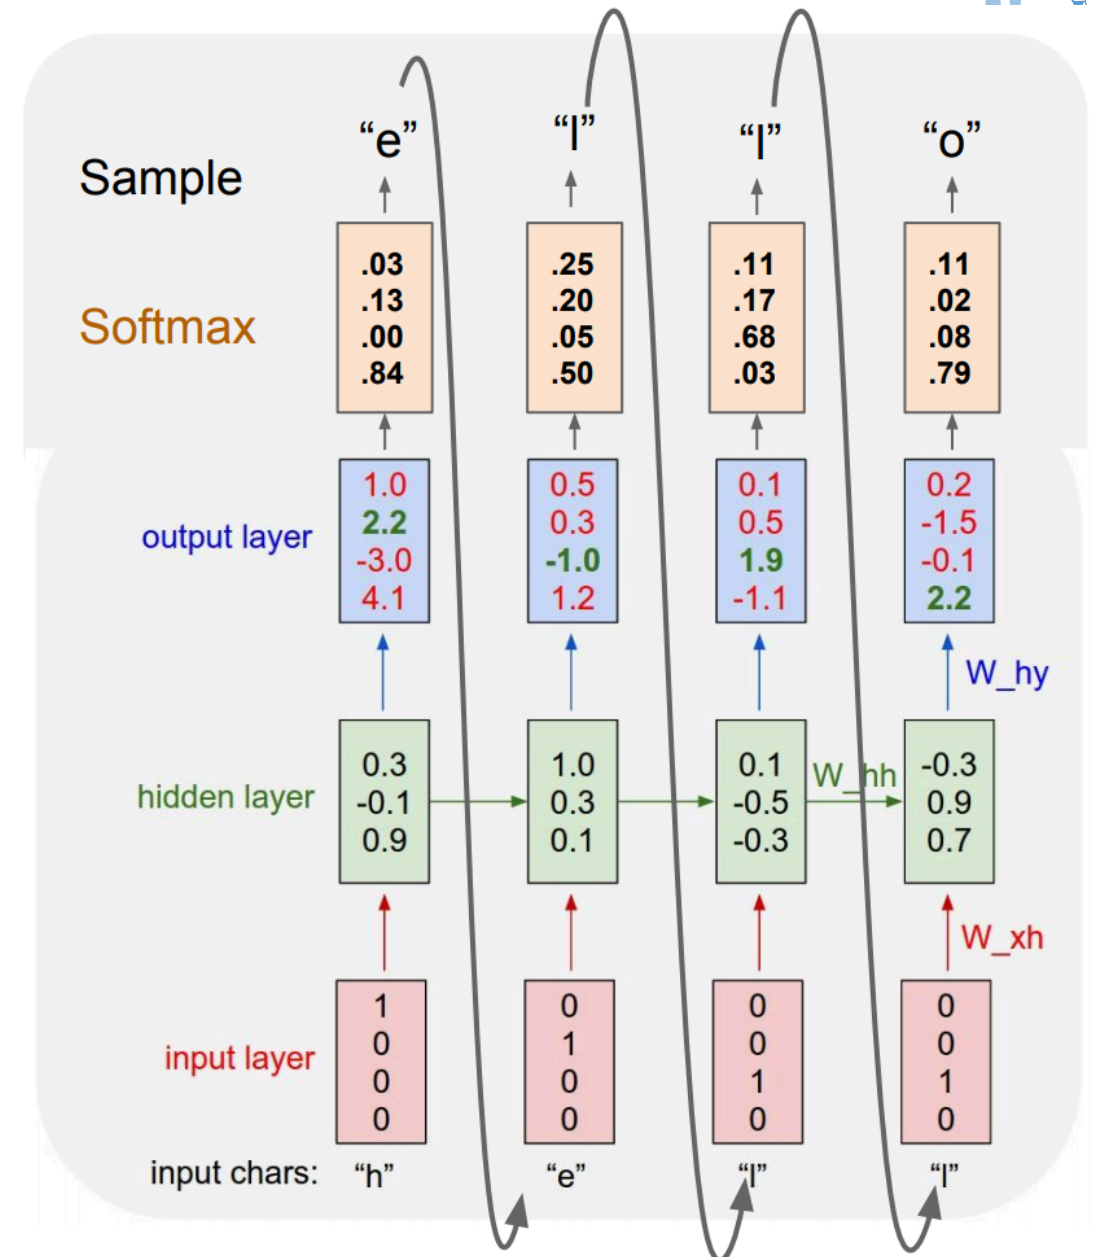 “e” “l” “l” “o”
Sample
Softmax
.03 .25 .11 .11
.13 .20 .17 .02
.00 .05 .68 .08
.84 .50 .03 .79
output layer
1.0 0.5 0.1 0.2
2.2 0.3 0.5 -1.5
-3.0 -1.0 1.9 -0.1
4.1 1.2 -1.1 2.2
W_hy
hidden layer
0.3 1.0 0.1 -0.3
-0.1 0.3 -0.5 0.9
0.9 0.1 -0.3 0.7
W_hh
W_xh
input layer
1 0 0 0
0 1 0 0
0 0 1 1
0 0 0 0
input chars: “h” “e” “l” “l”